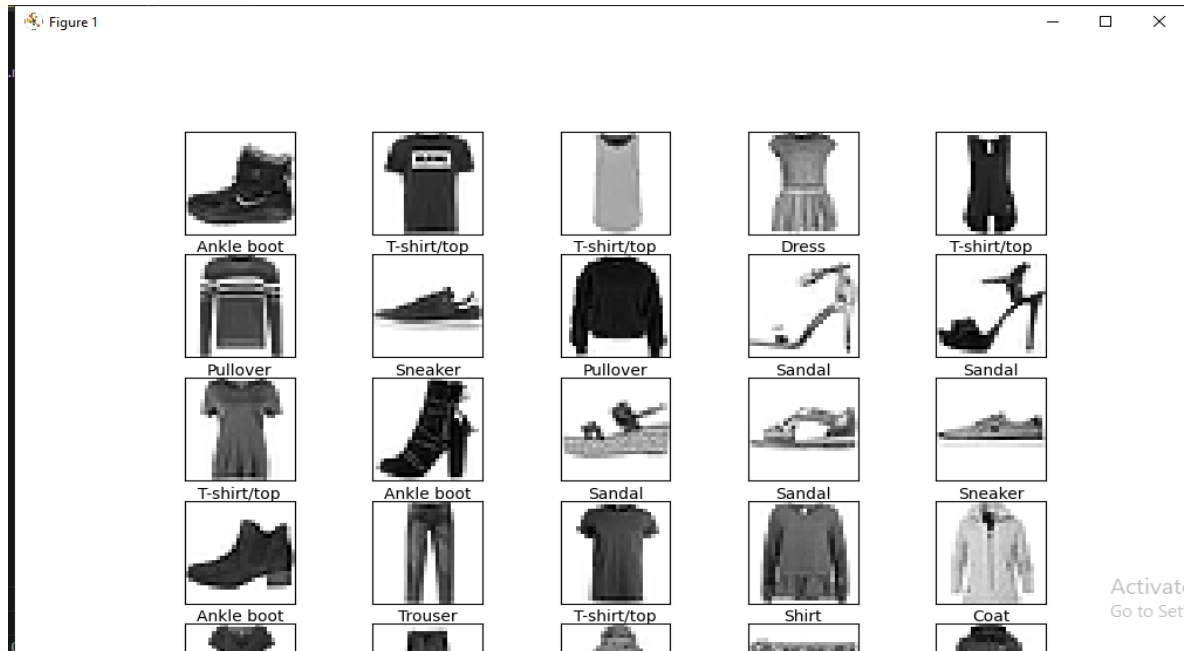 Figure 1
Ankle boot T-shirt/top T-shirt/top Dress T-shirt/top
Pullover Sneaker Pullover Sandal Sandal
T-shirt/top Ankle boot Sandal Sandal Sneaker
Ankle boot Trouser T-shirt/top Shirt Coat
Activate
Go to Set